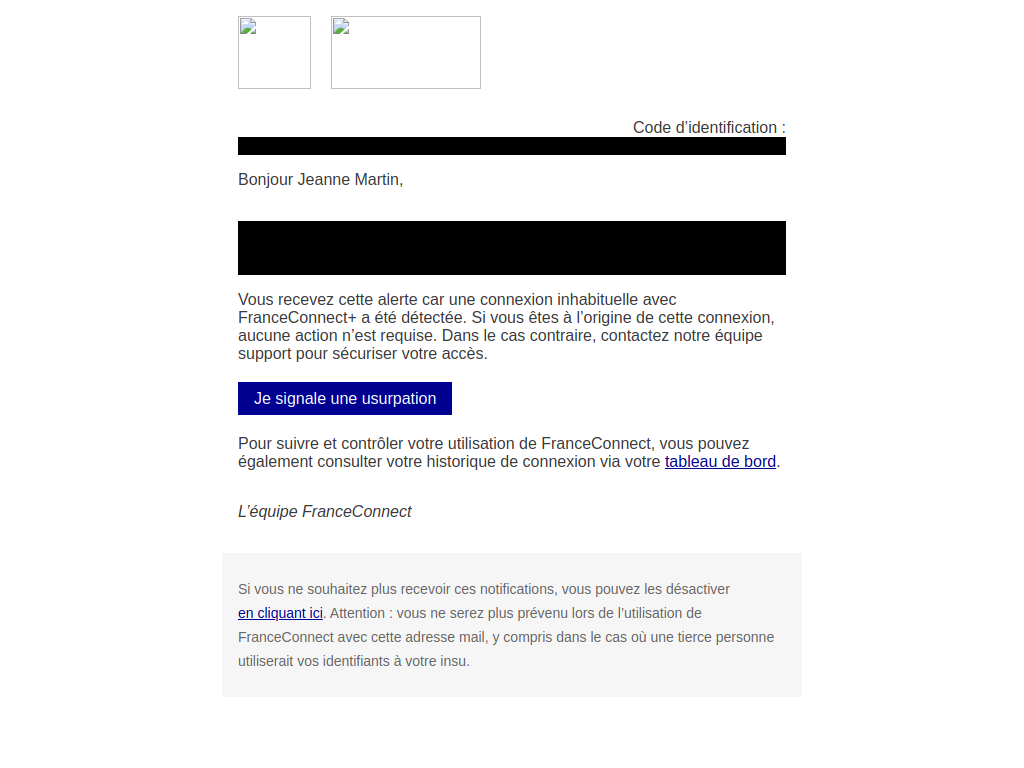 Code d’identification :
Bonjour Jeanne Martin,
Vous recevez cette alerte car une connexion inhabituelle avec
FranceConnect+ a été détectée. Si vous êtes à l’origine de cette connexion,
aucune action n’est requise. Dans le cas contraire, contactez notre équipe
support pour sécuriser votre accès.
Je signale une usurpation
Pour suivre et contrôler votre utilisation de FranceConnect, vous pouvez
également consulter votre historique de connexion via votre tableau de bord.
L’équipe FranceConnect
Si vous ne souhaitez plus recevoir ces notifications, vous pouvez les désactiver
en cliquant ici. Attention : vous ne serez plus prévenu lors de l’utilisation de
FranceConnect avec cette adresse mail, y compris dans le cas où une tierce personne
utiliserait vos identifiants à votre insu.